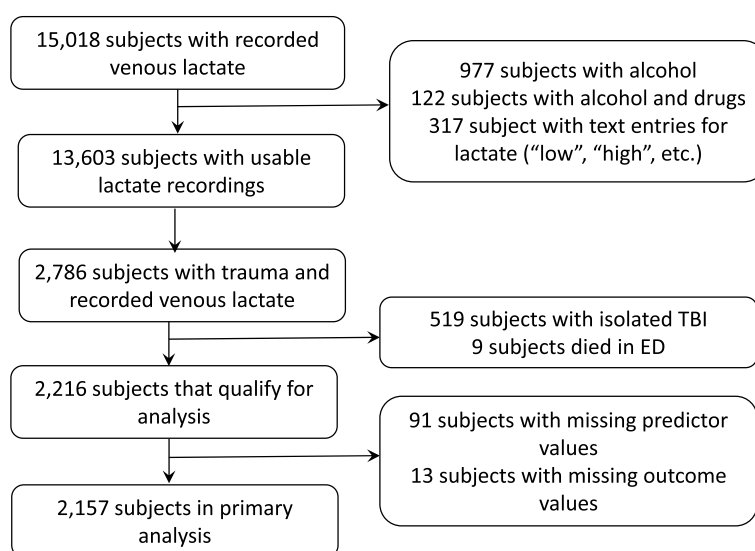 15,018 subjects with recorded
venous lactate
977 subjects with alcohol
122 subjects with alcohol and drugs
317 subject with text entries for
lactate (“low”, “high”, etc.)
13,603 subjects with usable
lactate recordings
2,786 subjects with trauma and
recorded venous lactate
519 subjects with isolated TBI
9 subjects died in ED
2,216 subjects that qualify for
analysis
91 subjects with missing predictor
values
13 subjects with missing outcome
values
2,157 subjects in primary
analysis